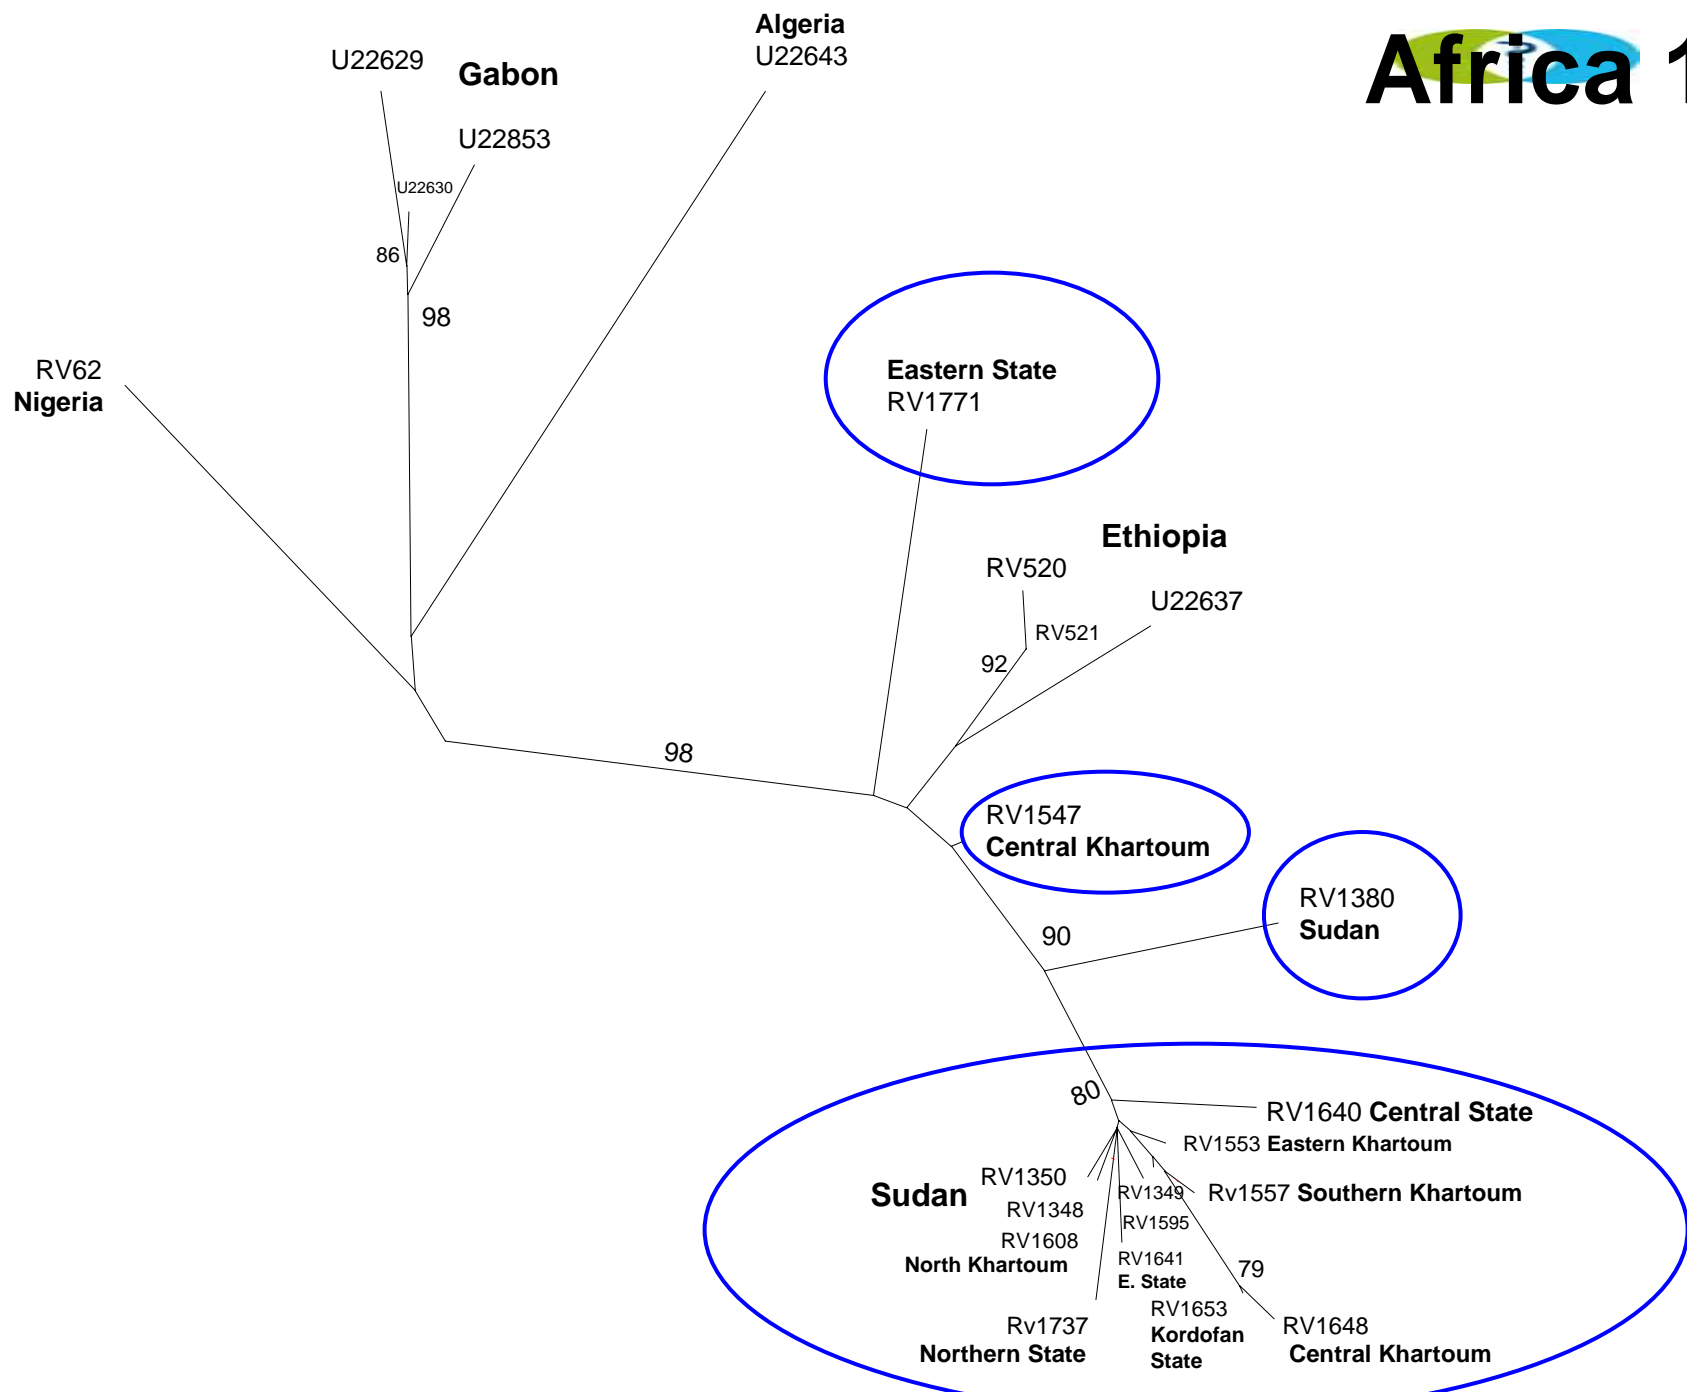 Africa 1
Algeria
U22643
U22629
Gabon
U22853
U22630
86
98
RV62
Nigeria
Eastern State
RV1771
Ethiopia
RV520
U22637
RV521
92
98
RV1547
Central Khartoum
RV1380
Sudan
90
80
RV1640 Central State
RV1553 Eastern Khartoum
Sudan
RV1350
RV1349
Rv1557 Southern Khartoum
RV1348
RV1595
RV1608
North Khartoum
RV1641
E. State
79
Rv1737
Northern State
RV1653
Kordofan
State
RV1648
Central Khartoum